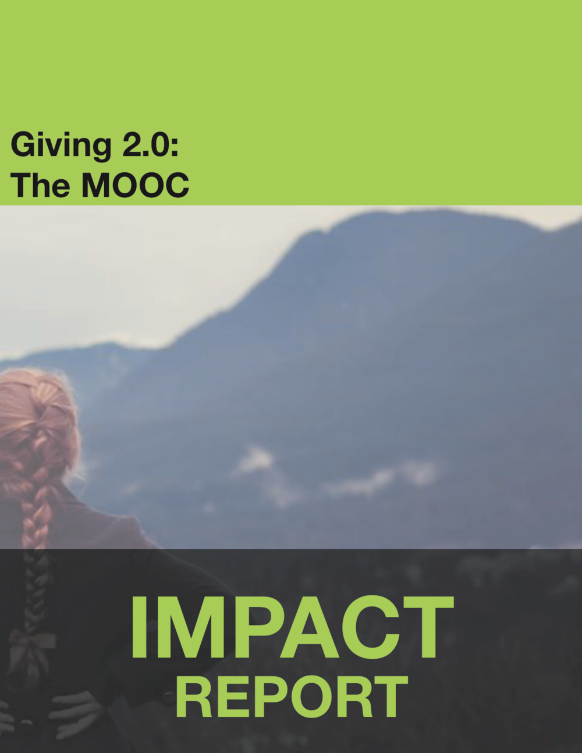 Giving 2.0:
The MOOC
IMPACT
REPORT